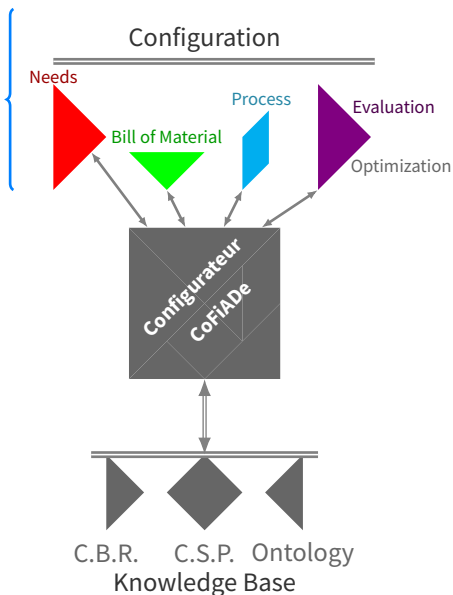 Configuration
Needs
Process
Evaluation
Bill of Material
Optimization
Configurateur
CoFiADe
C.B.R.
C.S.P.
Ontology
Knowledge Base